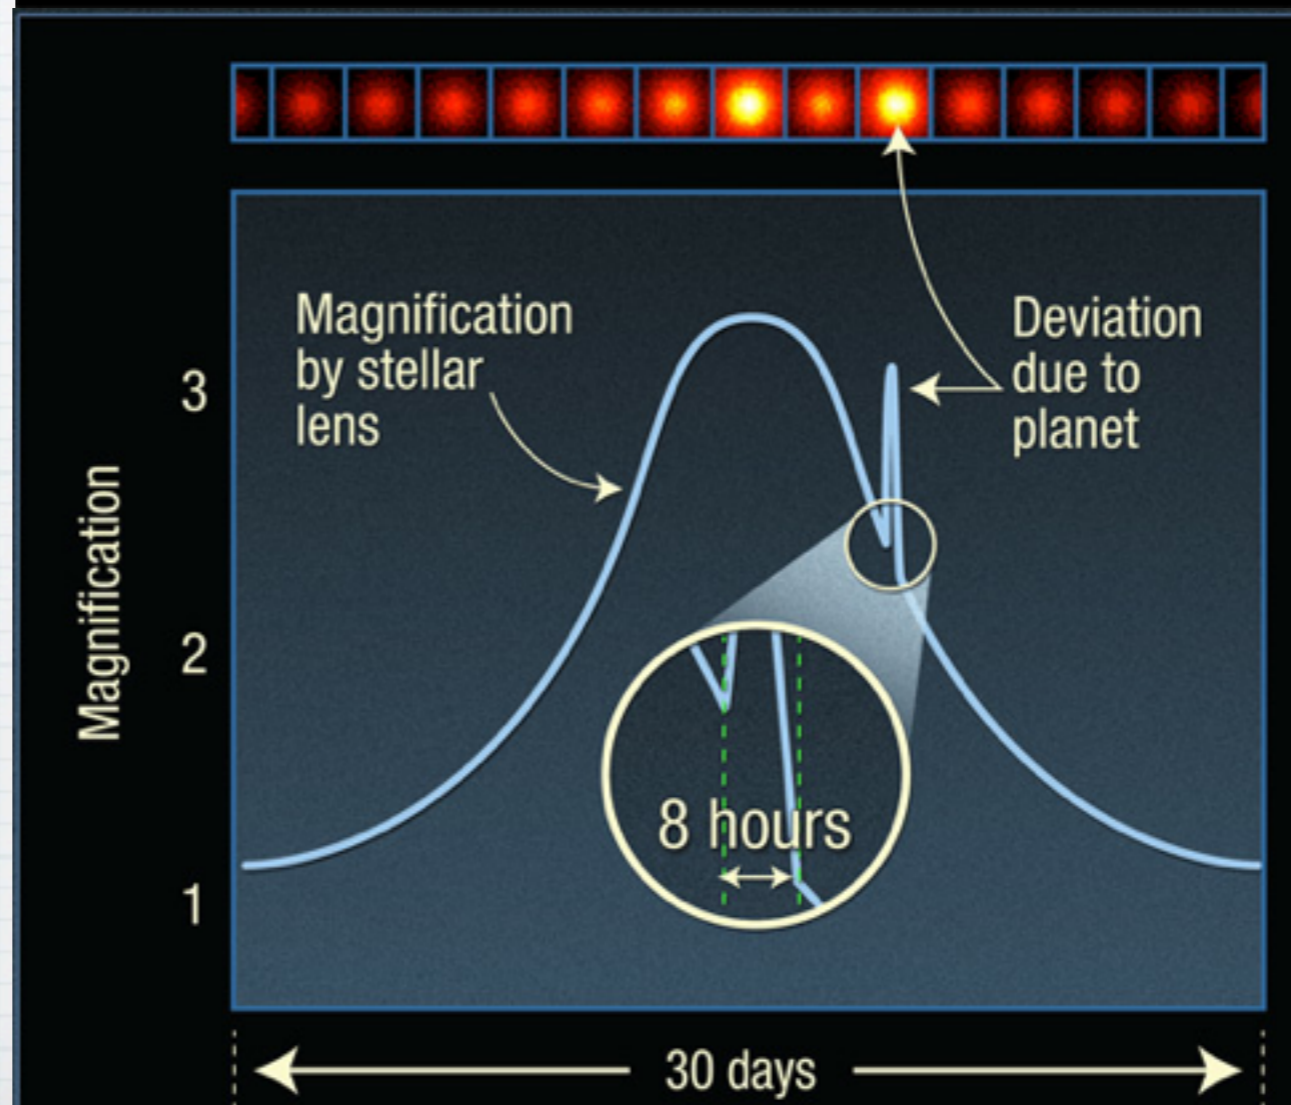 Magnification
by stellar
lens
Deviation
due to
planet
3
2
1
Magnification
8 hours
30 days